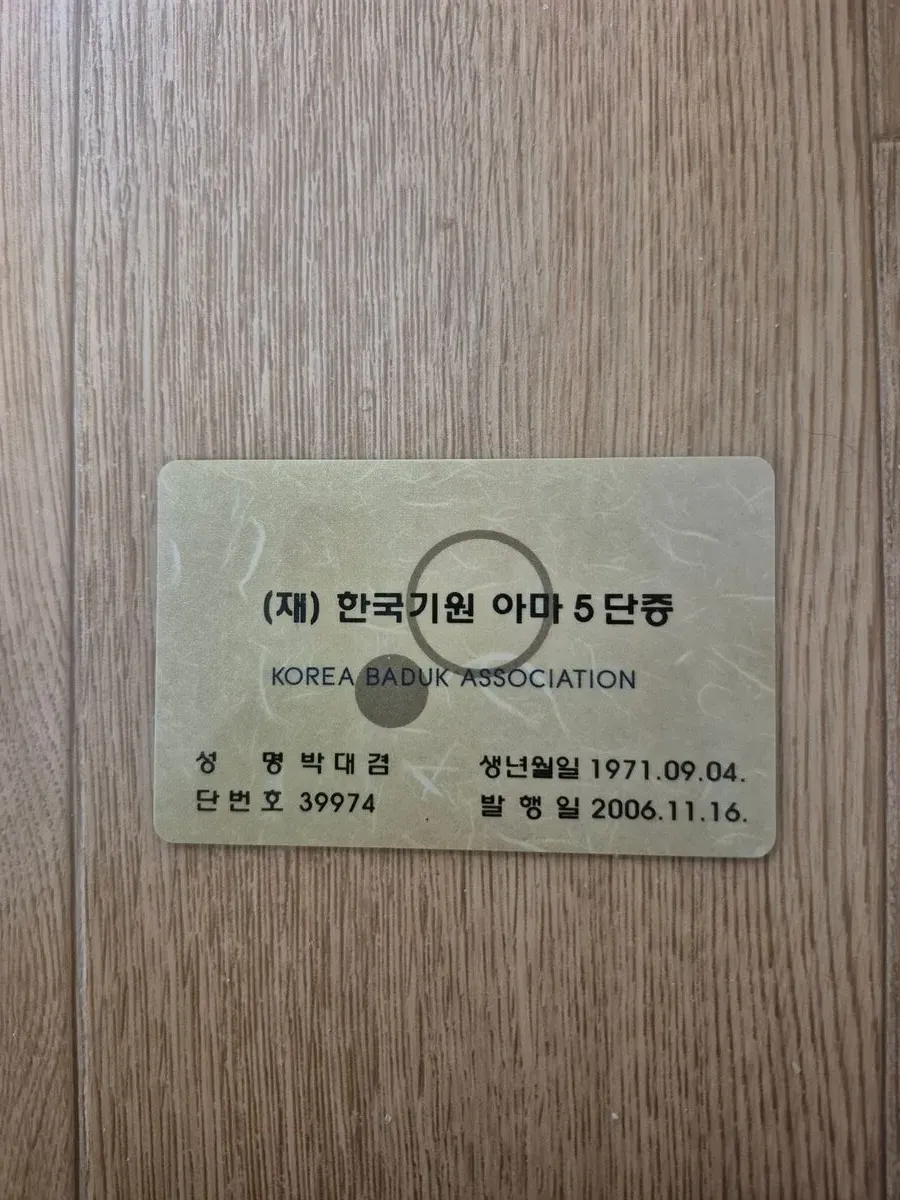 (재) 한국기원 아마 5 단증
KOREA BADUK ASSOCIATION
성 명 박대겸 생년월일 1971.09.04.
단번호 39974 발행일 2006.11.16.